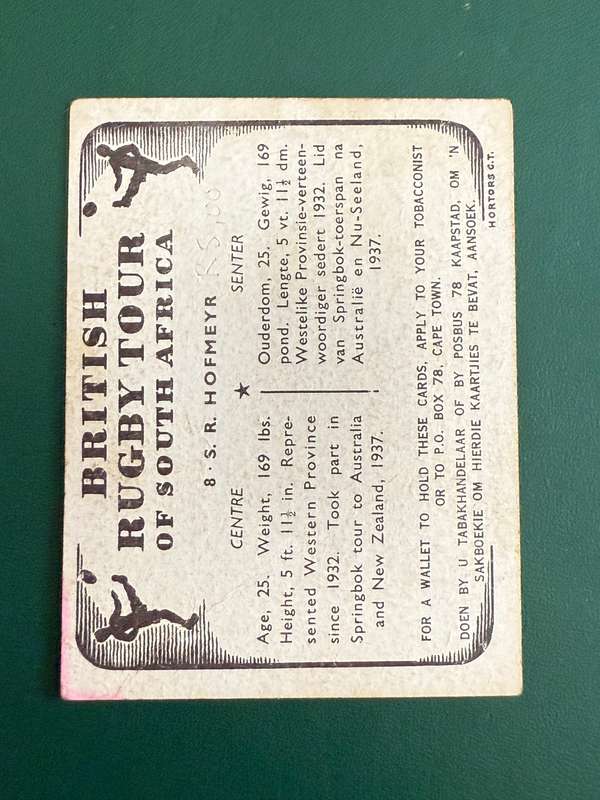 BRITISH
RUGBY TOUR
OF SOUTH AFRICA
8 · S. R. HOFMEYR R5,00
CENTRE
Age, 25. Weight, 169 lbs.
Height, 5 ft. 11½ in. Repre-
sented Western Province
since 1932. Took part in
Springbok tour to Australia
and New Zealand, 1937.
SENTER
Ouderdom, 25. Gewig, 169
pond. Lengte, 5 vt. 11½ dm.
Westelike Provinsie-verteen-
woordiger sedert 1932. Lid
van Springbok-toerspan na
Australië en Nu-Seeland,
1937.
FOR A WALLET TO HOLD THESE CARDS, APPLY TO YOUR TOBACCONIST
OR TO P.O. BOX 78, CAPE TOWN.
DOEN BY U TABAKHANDELAAR OF BY POSBUS 78 KAAPSTAD, OM 'N
SAKBOEKIE OM HIERDIE KAARTJIES TE BEVAT, AANSOEK.
HORTORS C.T.